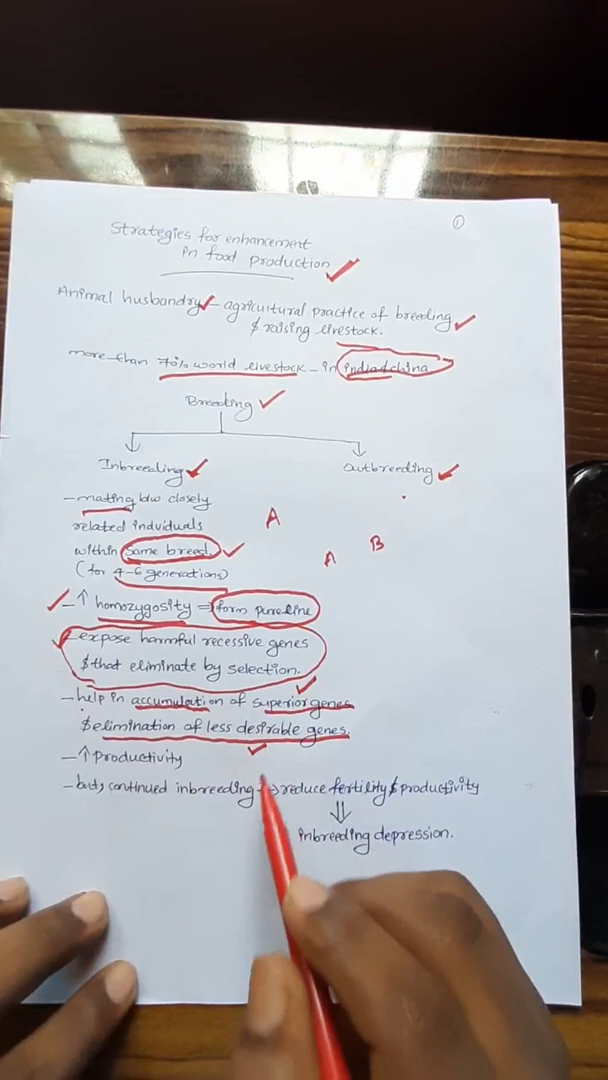 ①
Strategies for enhancement
in food production
Animal husbandry - agricultural practice of breeding
& raising livestock.
more than 70% world livestock - in India & china
Breeding
Inbreeding
outbreeding
- mating b/w closely
related individuals
within same breed
(for 4-6 generations)
A
A B
- ↑ homozygosity ⇒ form pureline
- expose harmful recessive genes
& that eliminate by selection.
- help in accumulation of superior genes
& elimination of less desirable genes.
- ↑ Productivity
- but, continued inbreeding → reduce fertility & productivity
⇓
inbreeding depression.